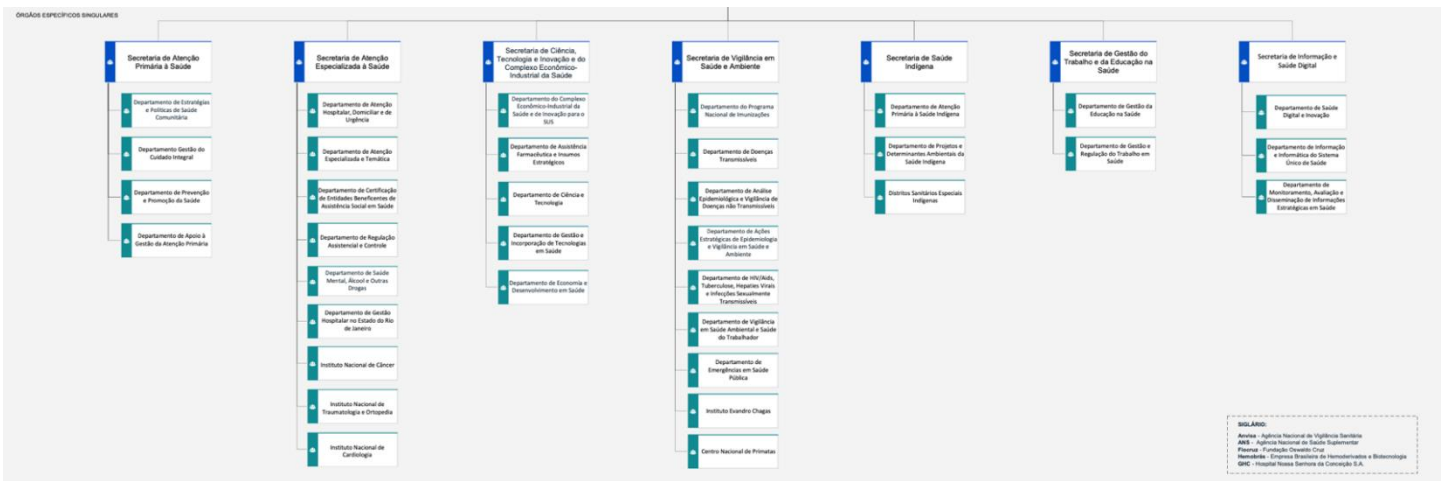 ÓRGÃOS ESPECÍFICOS SINGULARES
Secretaria de Atenção
Primária à Saúde
Departamento de Estratégias
e Políticas de Saúde
Comunitária
Departamento Gestão do
Cuidado Integral
Departamento de Prevenção
e Promoção da Saúde
Departamento de Apoio à
Gestão da Atenção Primária
Secretaria de Atenção
Especializada à Saúde
Departamento de Atenção
Hospitalar, Domiciliar e de
Urgência
Departamento de Atenção
Especializada e Temática
Departamento de Certificação
de Entidades Beneficentes de
Assistência Social em Saúde
Departamento de Regulação
Assistencial e Controle
Departamento de Saúde
Mental, Álcool e Outras
Drogas
Departamento de Gestão
Hospitalar no Estado do Rio
de Janeiro
Instituto Nacional de Câncer
Instituto Nacional de
Traumatologia e Ortopedia
Instituto Nacional de
Cardiologia
Secretaria de Ciência,
Tecnologia e Inovação e do
Complexo Econômico-
Industrial da Saúde
Departamento do Complexo
Econômico-Industrial da
Saúde e de Inovação para o
SUS
Departamento de Assistência
Farmacêutica e Insumos
Estratégicos
Departamento de Ciência e
Tecnologia
Departamento de Gestão e
Incorporação de Tecnologias
em Saúde
Departamento de Economia e
Desenvolvimento em Saúde
Secretaria de Vigilância em
Saúde e Ambiente
Departamento do Programa
Nacional de Imunizações
Departamento de Doenças
Transmissíveis
Departamento de Análise
Epidemiológica e Vigilância de
Doenças não Transmissíveis
Departamento de Ações
Estratégicas de Epidemiologia
e Vigilância em Saúde e
Ambiente
Departamento de HIV/Aids,
Tuberculose, Hepaties Virais
e Infecções Sexualmente
Transmissíveis
Departamento de Vigilância
em Saúde Ambiental e Saúde
do Trabalhador
Departamento de
Emergências em Saúde
Pública
Instituto Evandro Chagas
Centro Nacional de Primatas
Secretaria de Saúde
Indígena
Departamento de Atenção
Primária à Saúde Indígena
Departamento de Projetos e
Determinantes Ambientais da
Saúde Indígena
Distritos Sanitários Especiais
Indígenas
Secretaria de Gestão do
Trabalho e da Educação na
Saúde
Departamento de Gestão da
Educação na Saúde
Departamento de Gestão e
Regulação do Trabalho em
Saúde
Secretaria de Informação e
Saúde Digital
Departamento de Saúde
Digital e Inovação
Departamento de Informação
e Informática do Sistema
Único de Saúde
Departamento de
Monitoramento, Avaliação e
Disseminação de Informações
Estratégicas em Saúde
SIGLÁRIO:
Anvisa - Agência Nacional de Vigilância Sanitária
ANS - Agência Nacional de Saúde Suplementar
Fiocruz - Fundação Oswaldo Cruz
Hemobrás - Empresa Brasileira de Hemoderivados e Biotecnologia
GHC - Hospital Nossa Senhora da Conceição S.A.